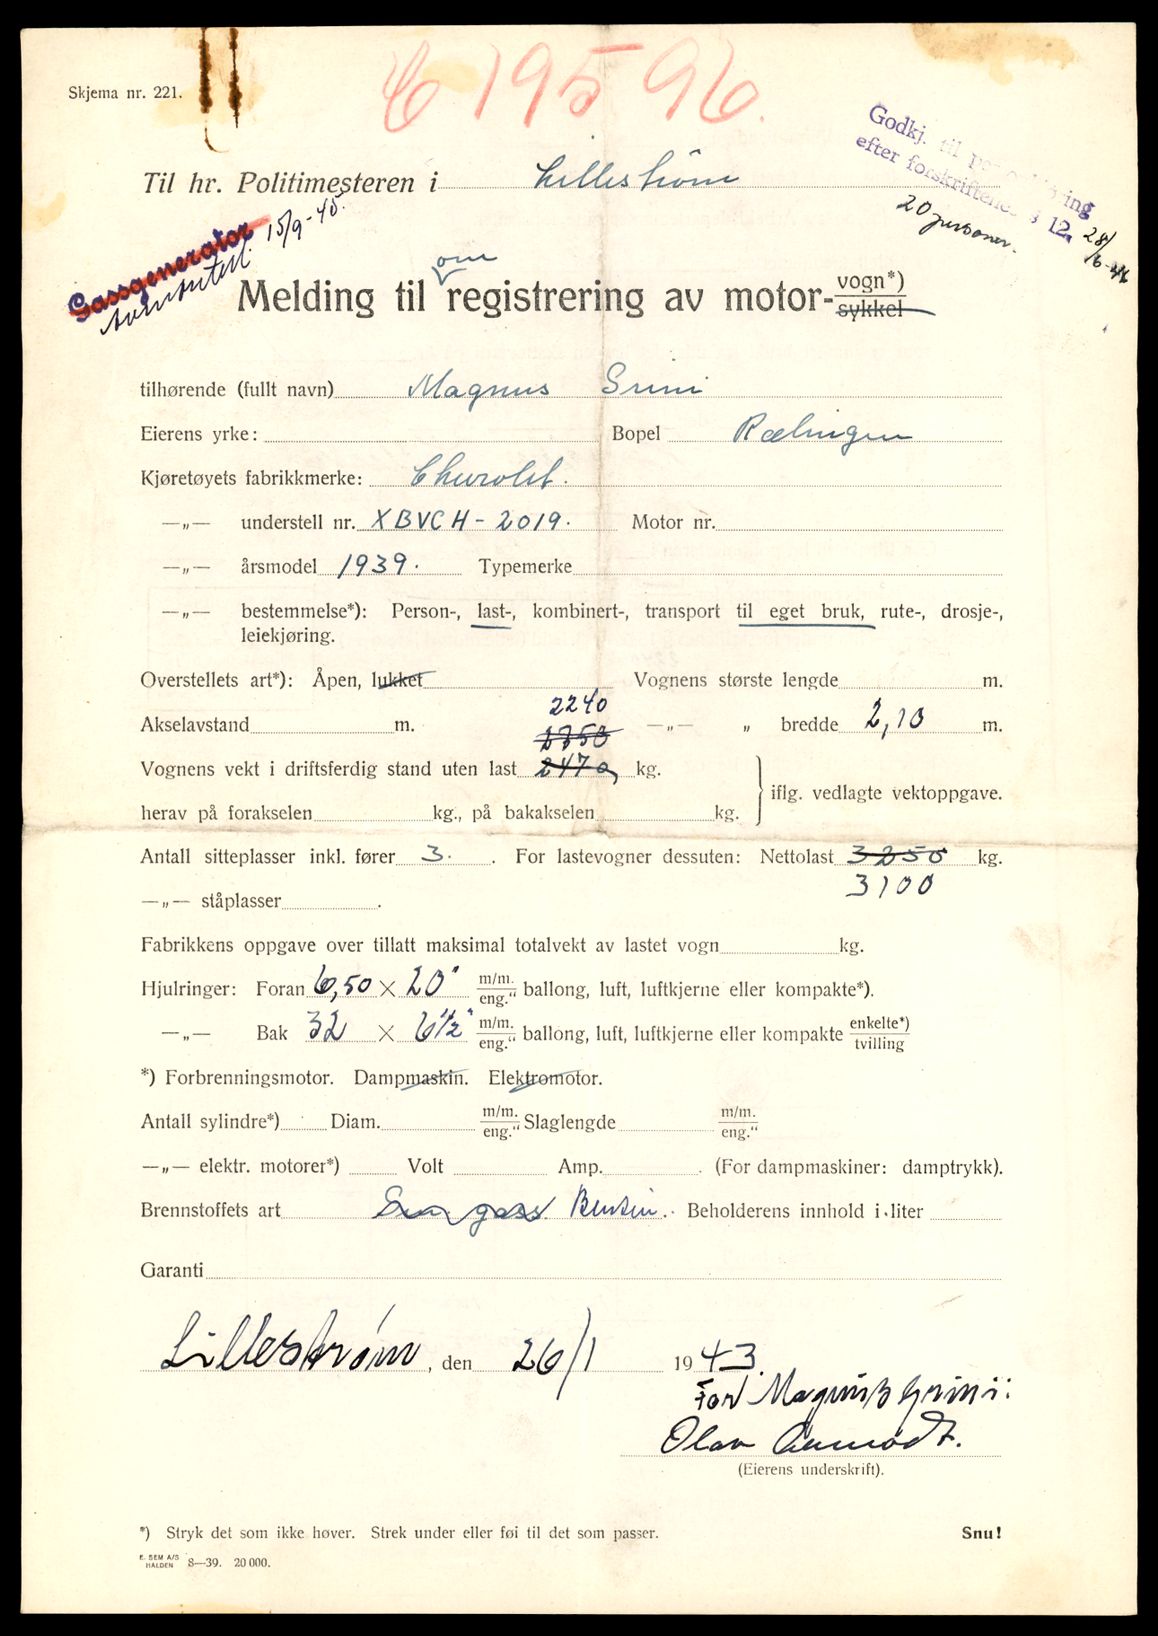 19596.
Skjema nr. 221.
Godkj. til
efter forskriftenes § 12.
20 personer.
28/6-44
Til hr. Politimesteren i Lillestrøm
Gassgenerator
avmontert 15/9-45.
om
Melding til registrering av motor-vogn*)
sykkel
tilhørende (fullt navn) Magnus Grini
Eierens yrke: Bopel Rælingen
Kjøretøyets fabrikkmerke: Chevrolet.
—„— understell nr. XBVCH-2019. Motor nr.
—„— årsmodel 1939. Typemerke
—„— bestemmelse*): Person-, last-, kombinert-, transport til eget bruk, rute-, drosje-,
leiekjøring.
Overstellets art*): Åpen, lukket Vognens største lengde m.
2240
Akselavstand m. —„— „ bredde 2,10 m.
Vognens vekt i driftsferdig stand uten last 2470 kg.
iflg. vedlagte vektoppgave.
herav på forakselen kg., på bakakselen kg.
Antall sitteplasser inkl. fører 3. . For lastevogner dessuten: Nettolast 3250 kg.
3100
—„— ståplasser .
Fabrikkens oppgave over tillatt maksimal totalvekt av lastet vogn kg.
Hjulringer: Foran 6,50 × 20" m/m. eng." ballong, luft, luftkjerne eller kompakte*).
—„— Bak 32 × 6 1/2" m/m. eng." ballong, luft, luftkjerne eller kompakte enkelte*) tvilling
*) Forbrenningsmotor. Dampmaskin. Elektromotor.
Antall sylindre*) Diam. m/m. eng." Slaglengde m/m. eng."
—„— elektr. motorer*) Volt Amp. . (For dampmaskiner: damptrykk).
Brennstoffets art gass Bensin. Beholderens innhold i liter
Garanti
Lillestrøm, den 26/1 1943.
For Magnus Grini:
Olav
(Eierens underskrift).
*) Stryk det som ikke høver. Strek under eller føi til det som passer. Snu!
E. SEM A/S HALDEN 8—39. 20 000.